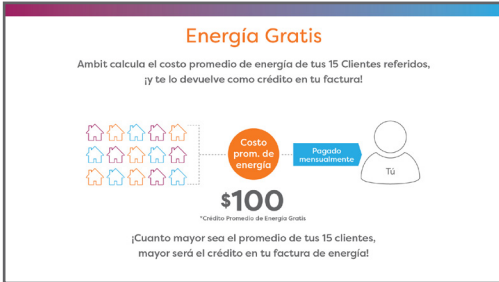 Energía Gratis
Ambit calcula el costo promedio de energía de tus 15 Clientes referidos,
¡y te lo devuelve como crédito en tu factura!
Costo
prom. de
energía
Pagado
mensualmente
Tú
$100
*Crédito Promedio de Energía Gratis
¡Cuanto mayor sea el promedio de tus 15 clientes,
mayor será el crédito en tu factura de energía!